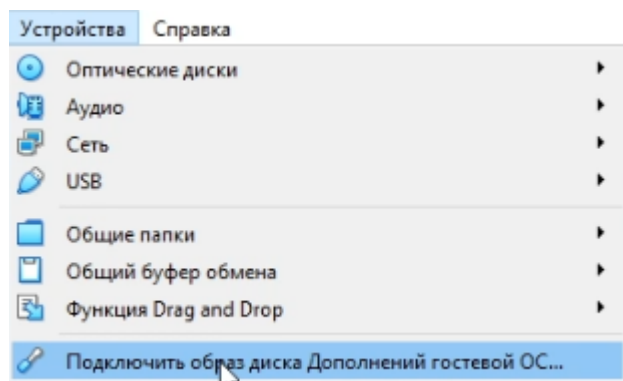 Устройства Справка
Оптические диски
Аудио
Сеть
USB
Общие папки
Общий буфер обмена
Функция Drag and Drop
Подключить образ диска Дополнений гостевой ОС...